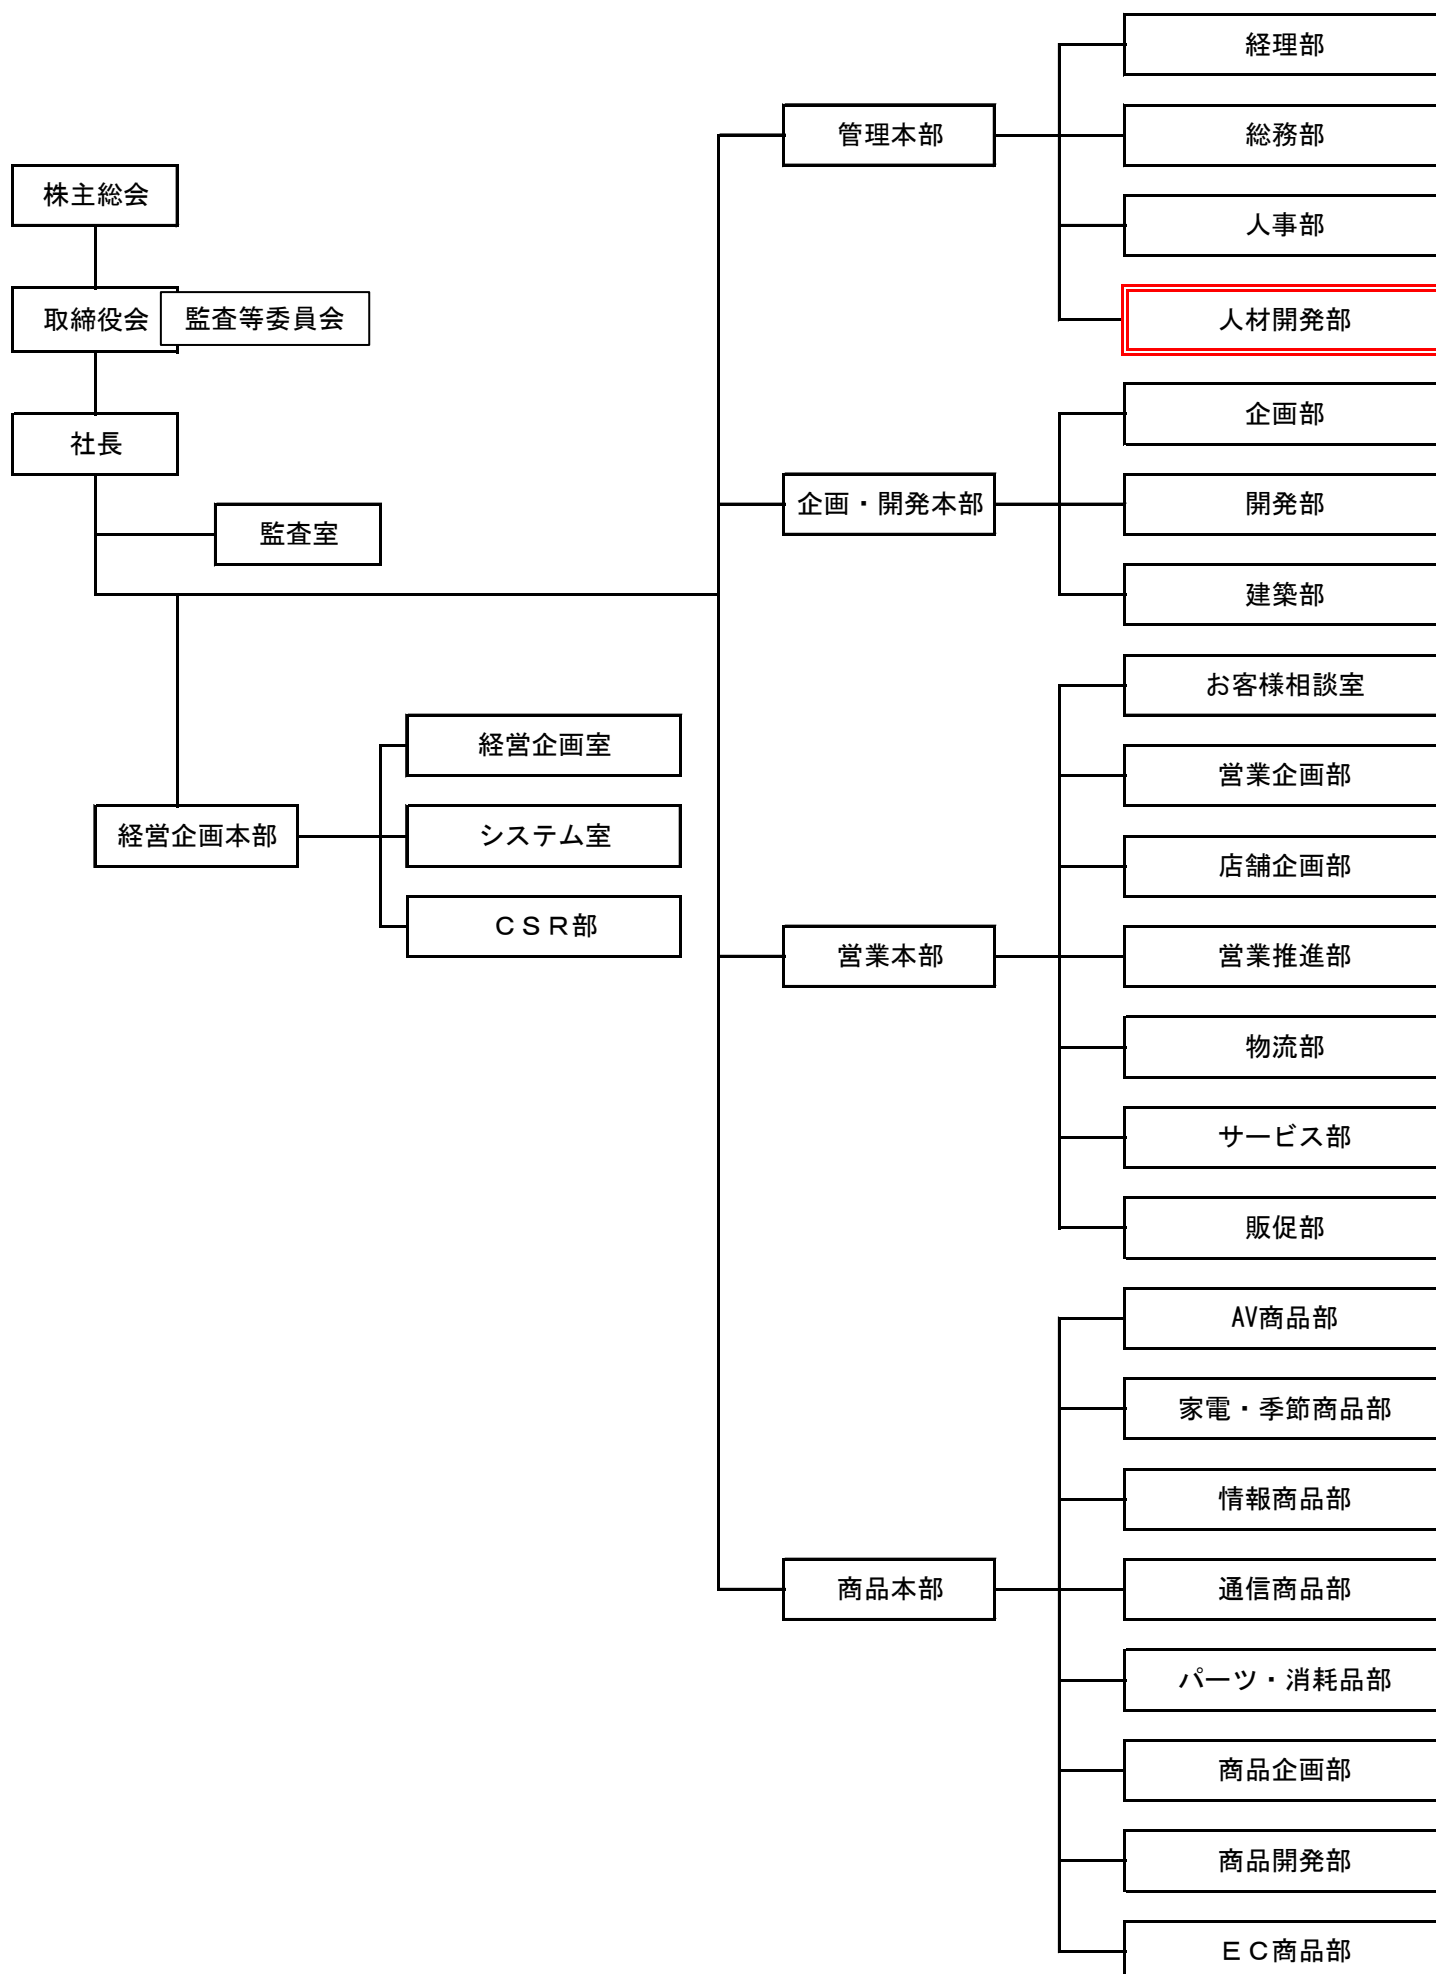 株主総会
取締役会
監査等委員会
社長
監査室
経営企画本部
経営企画室
システム室
ＣＳＲ部
管理本部
経理部
総務部
人事部
人材開発部
企画・開発本部
企画部
開発部
建築部
営業本部
お客様相談室
営業企画部
店舗企画部
営業推進部
物流部
サービス部
販促部
商品本部
AV商品部
家電・季節商品部
情報商品部
通信商品部
パーツ・消耗品部
商品企画部
商品開発部
ＥＣ商品部